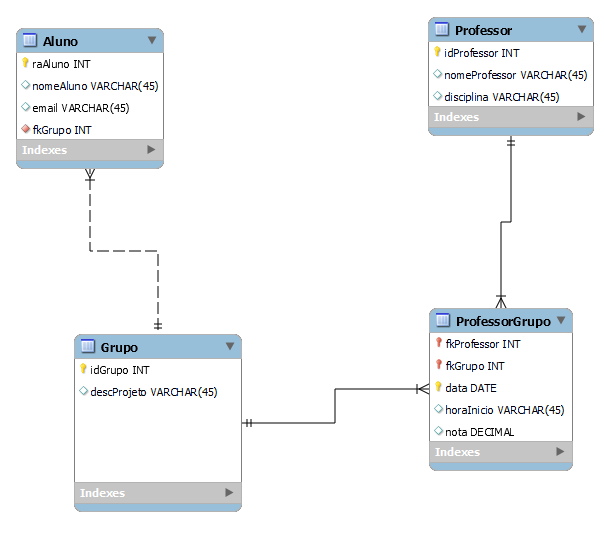 Aluno
raAluno INT
nomeAluno VARCHAR(45)
email VARCHAR(45)
fkGrupo INT
Indexes
Professor
idProfessor INT
nomeProfessor VARCHAR(45)
disciplina VARCHAR(45)
Indexes
Grupo
idGrupo INT
descProjeto VARCHAR(45)
Indexes
ProfessorGrupo
fkProfessor INT
fkGrupo INT
data DATE
horaInicio VARCHAR(45)
nota DECIMAL
Indexes